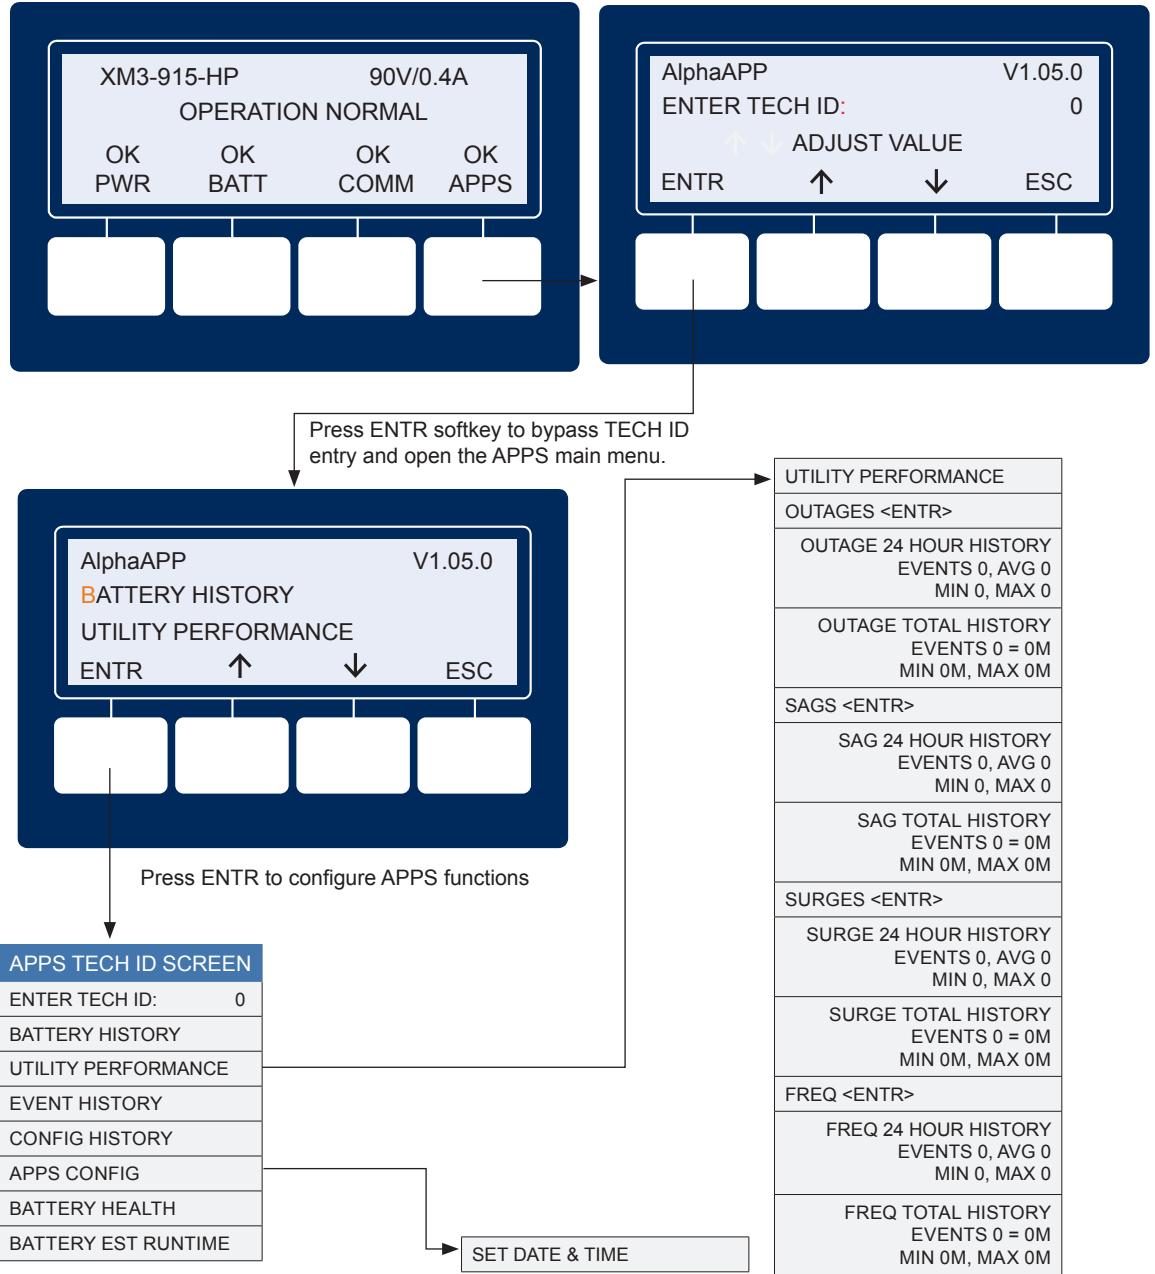 XM3-915-HP 90V/0.4A
OPERATION NORMAL
OK OK OK OK
PWR BATT COMM APPS
AlphaAPP V1.05.0
ENTER TECH ID: 0
↑ ↓ ADJUST VALUE
ENTR ↑ ↓ ESC
Press ENTR softkey to bypass TECH ID
entry and open the APPS main menu.
AlphaAPP V1.05.0
BATTERY HISTORY
UTILITY PERFORMANCE
ENTR ↑ ↓ ESC
Press ENTR to configure APPS functions
APPS TECH ID SCREEN
ENTER TECH ID: 0
BATTERY HISTORY
UTILITY PERFORMANCE
EVENT HISTORY
CONFIG HISTORY
APPS CONFIG
BATTERY HEALTH
BATTERY EST RUNTIME
SET DATE & TIME
UTILITY PERFORMANCE
OUTAGES <ENTR>
OUTAGE 24 HOUR HISTORY
EVENTS 0, AVG 0
MIN 0, MAX 0
OUTAGE TOTAL HISTORY
EVENTS 0 = 0M
MIN 0M, MAX 0M
SAGS <ENTR>
SAG 24 HOUR HISTORY
EVENTS 0, AVG 0
MIN 0, MAX 0
SAG TOTAL HISTORY
EVENTS 0 = 0M
MIN 0M, MAX 0M
SURGES <ENTR>
SURGE 24 HOUR HISTORY
EVENTS 0, AVG 0
MIN 0, MAX 0
SURGE TOTAL HISTORY
EVENTS 0 = 0M
MIN 0M, MAX 0M
FREQ <ENTR>
FREQ 24 HOUR HISTORY
EVENTS 0, AVG 0
MIN 0, MAX 0
FREQ TOTAL HISTORY
EVENTS 0 = 0M
MIN 0M, MAX 0M